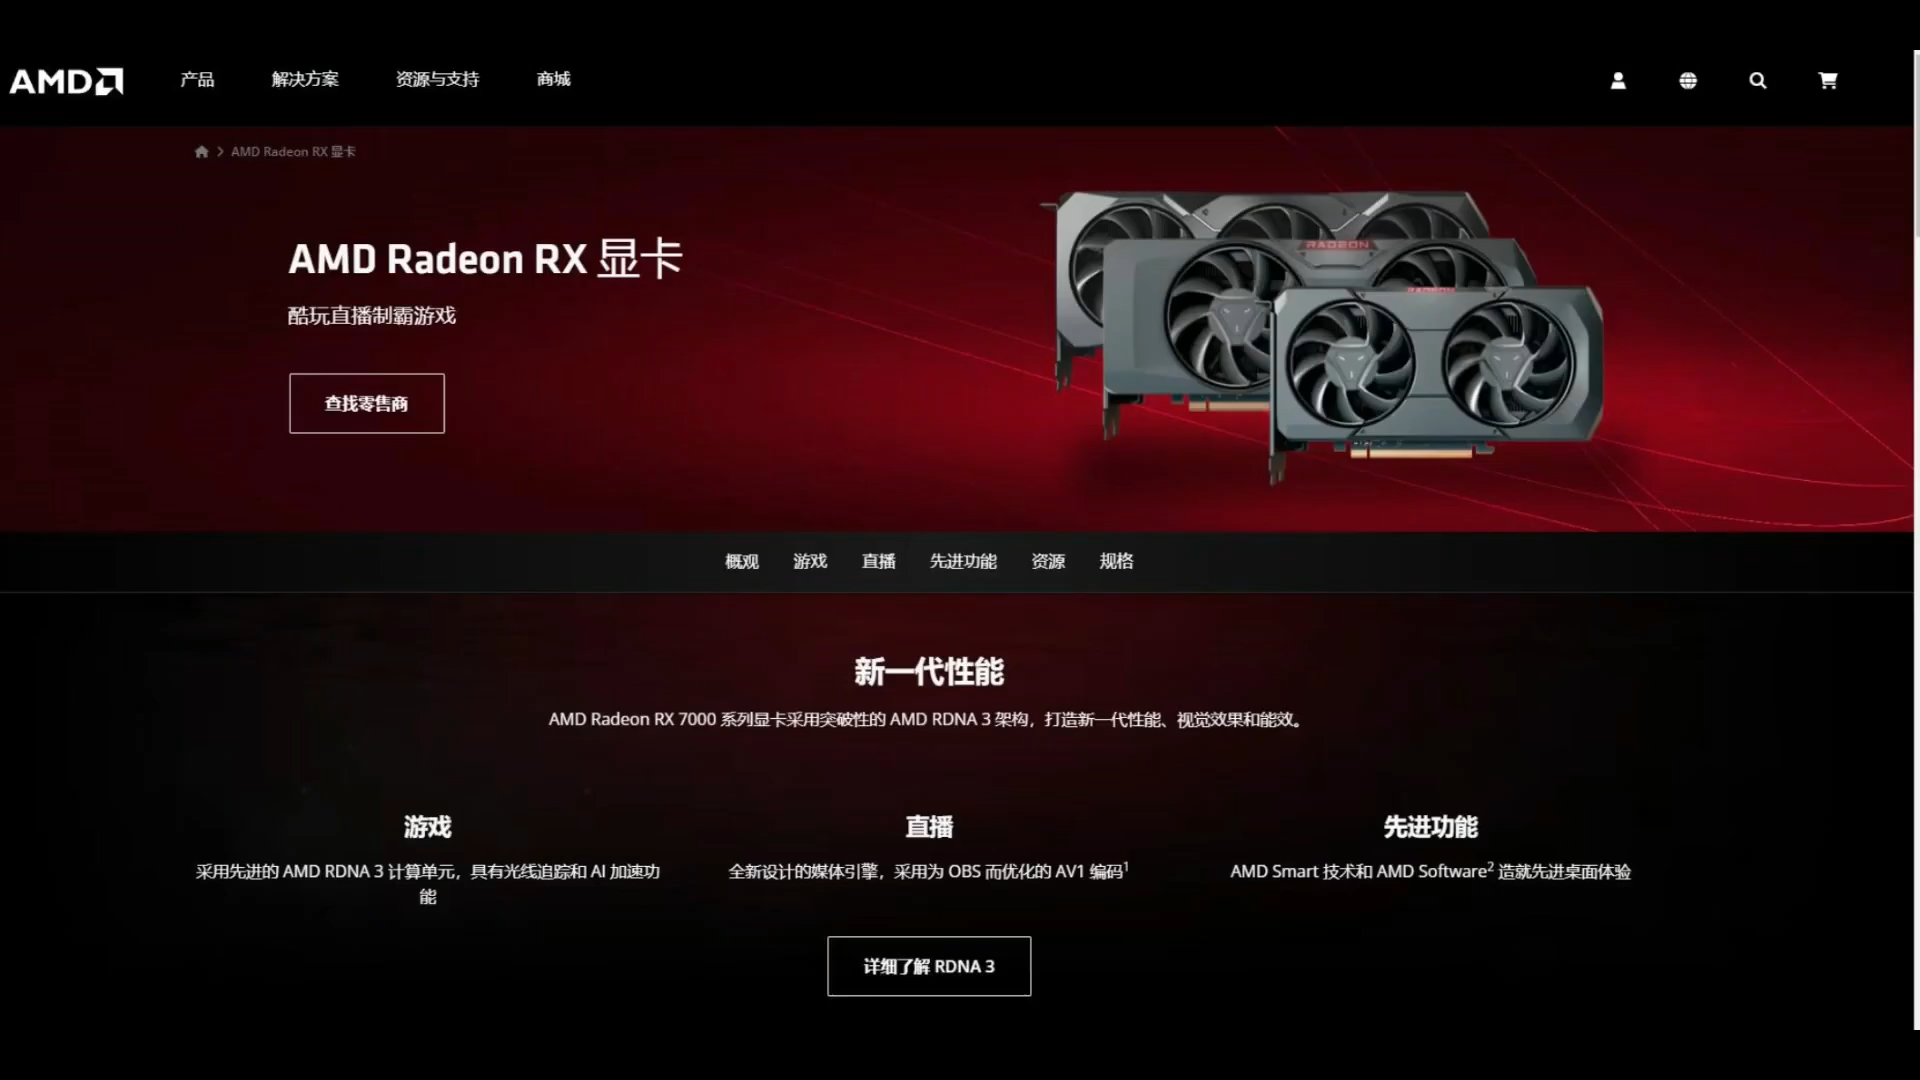 AMD
产品
解决方案
资源与支持
商城
AMD Radeon RX 显卡
AMD Radeon RX 显卡
酷玩直播制霸游戏
查找零售商
RADEON
RADEON
概观
游戏
直播
先进功能
资源
规格
新一代性能
AMD Radeon RX 7000 系列显卡采用突破性的 AMD RDNA 3 架构，打造新一代性能、视觉效果和能效。
游戏
采用先进的 AMD RDNA 3 计算单元，具有光线追踪和 AI 加速功
能
直播
全新设计的媒体引擎，采用为 OBS 而优化的 AV1 编码1
先进功能
AMD Smart 技术和 AMD Software2 造就先进桌面体验
详细了解 RDNA 3